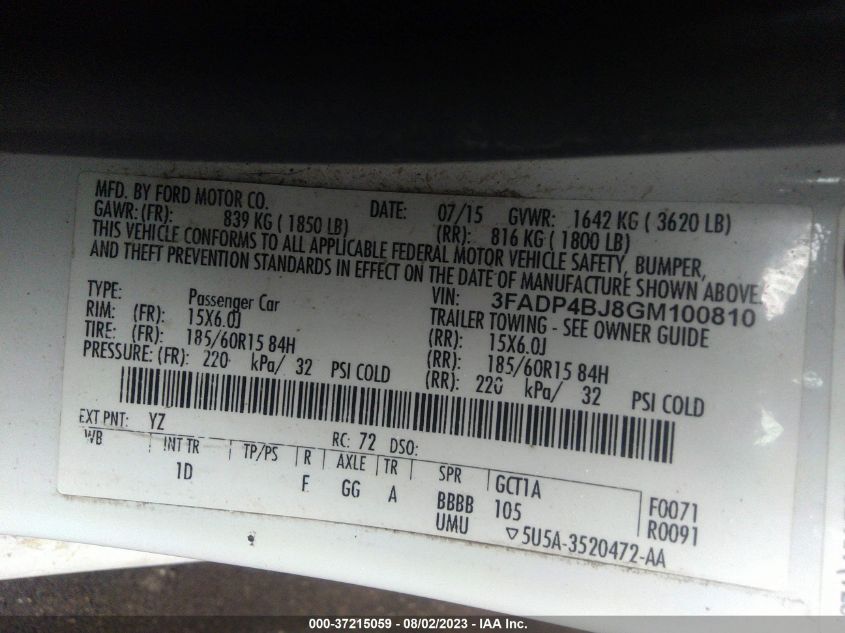 MFD. BY FORD MOTOR CO. DATE: 07/15 GVWR: 1642 KG ( 3620 LB)
GAWR: (FR): 839 KG ( 1850 LB) (RR): 816 KG ( 1800 LB)
THIS VEHICLE CONFORMS TO ALL APPLICABLE FEDERAL MOTOR VEHICLE SAFETY, BUMPER,
AND THEFT PREVENTION STANDARDS IN EFFECT ON THE DATE OF MANUFACTURE SHOWN ABOVE.
TYPE: Passenger Car VIN: 3FADP4BJ8GM100810
TRAILER TOWING - SEE OWNER GUIDE
RIM: (FR): 15X6.0J (RR): 15X6.0J
TIRE: (FR): 185/60R15 84H (RR): 185/60R15 84H
PRESSURE: (FR): 220 kPa/ 32 PSI COLD (RR): 220 kPa/ 32 PSI COLD
EXT PNT: YZ RC: 72 DSO:
WB INT TR TP/PS R AXLE TR SPR GCT1A
1D F GG A BBBB 105 F0071
UMU R0091
▽5U5A-3520472-AA
000-37215059 - 08/02/2023 - IAA Inc.